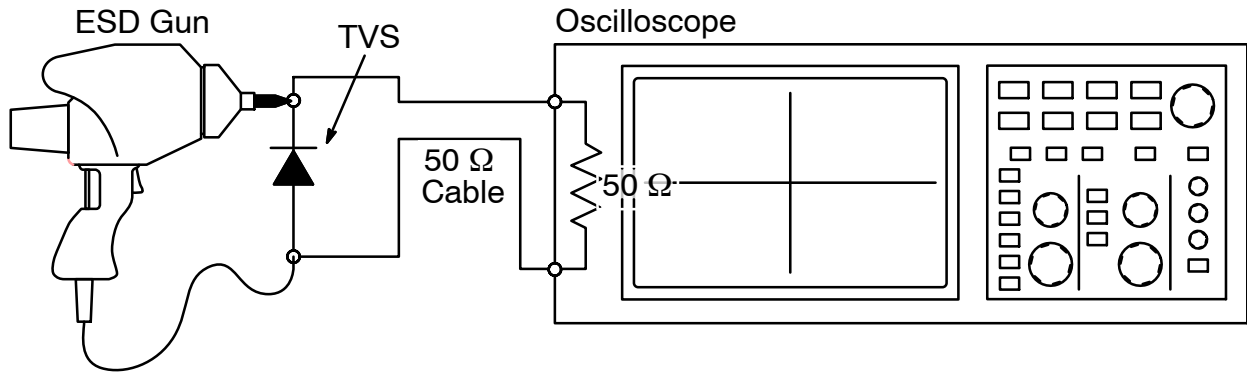 ESD Gun
TVS
Oscilloscope
50 Ω
Cable
50 Ω